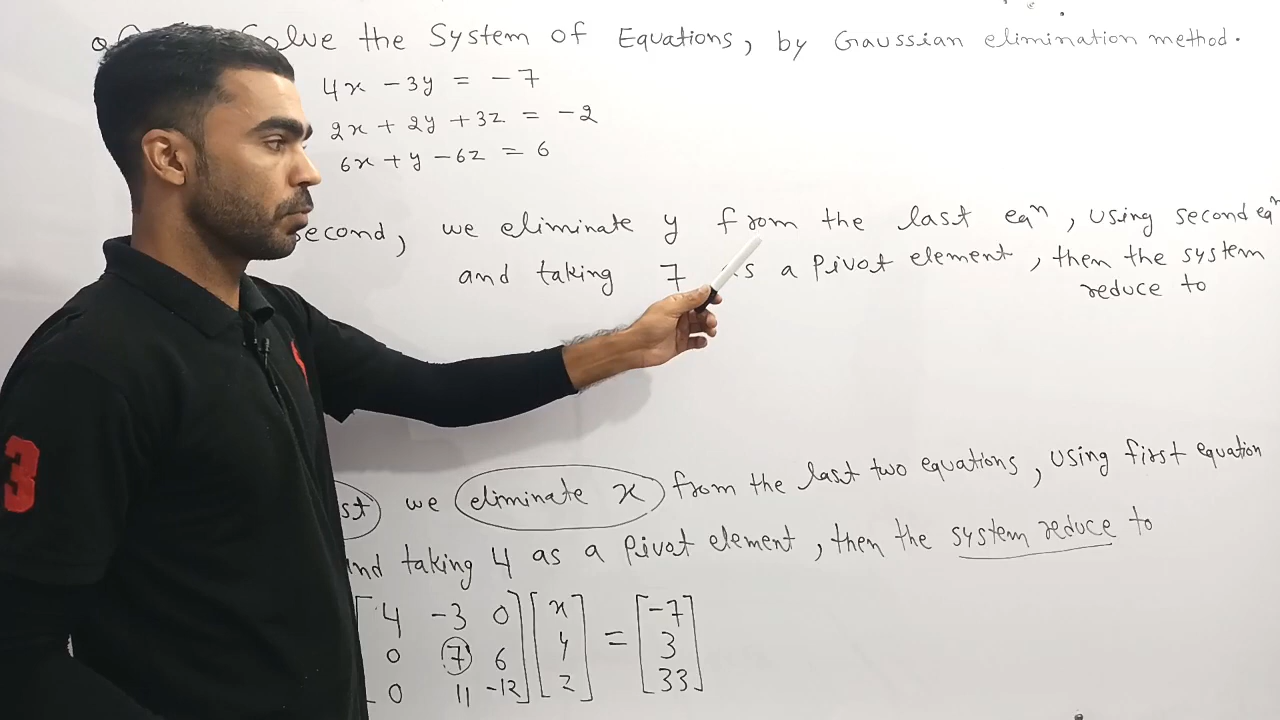 Solve the System of Equations, by Gaussian elimination method.
4x - 3y = -7
2x + 2y + 3z = -2
6x + y - 6z = 6
second, we eliminate y from the last eqⁿ, using second eqⁿ
and taking 7 as a Pivot element, then the system
reduce to
we eliminate x from the last two equations, using first equation
and taking 4 as a pivot element, then the system reduce to
4 -3 0 x -7
0 7 6 y = 3
0 11 -12 z 33
3